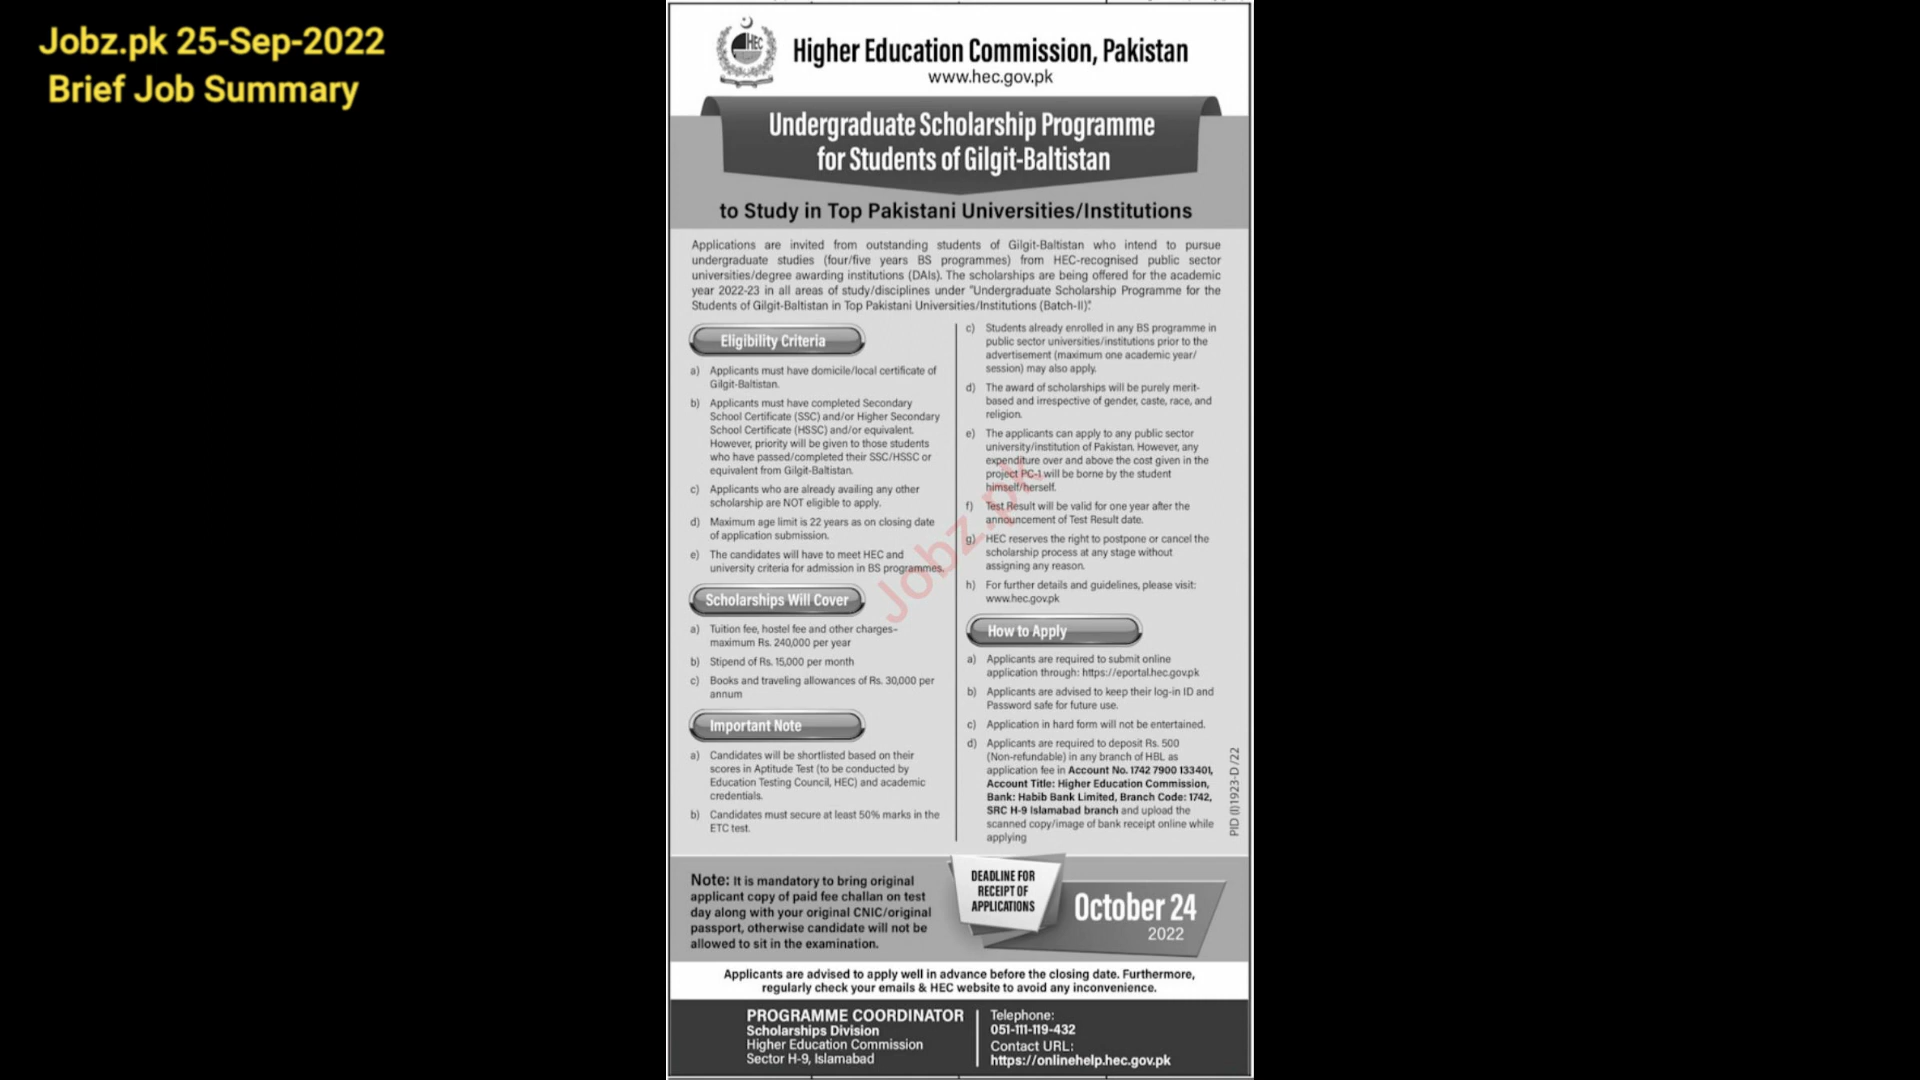 Jobz.pk 25-Sep-2022
Brief Job Summary
HEC
Higher Education Commission, Pakistan
www.hec.gov.pk
Undergraduate Scholarship Programme
for Students of Gilgit-Baltistan
to Study in Top Pakistani Universities/Institutions
Applications are invited from outstanding students of Gilgit-Baltistan who intend to pursue
undergraduate studies (four/five years BS programmes) from HEC-recognised public sector
universities/degree awarding institutions (DAIs). The scholarships are being offered for the academic
year 2022-23 in all areas of study/disciplines under "Undergraduate Scholarship Programme for the
Students of Gilgit-Baltistan in Top Pakistani Universities/Institutions (Batch-II)".
Eligibility Criteria
a) Applicants must have domicile/local certificate of
Gilgit-Baltistan.
b) Applicants must have completed Secondary
School Certificate (SSC) and/or Higher Secondary
School Certificate (HSSC) and/or equivalent.
However, priority will be given to those students
who have passed/completed their SSC/HSSC or
equivalent from Gilgit-Baltistan.
c) Applicants who are already availing any other
scholarship are NOT eligible to apply.
d) Maximum age limit is 22 years as on closing date
of application submission.
e) The candidates will have to meet HEC and
university criteria for admission in BS programmes.
Scholarships Will Cover
a) Tuition fee, hostel fee and other charges–
maximum Rs. 240,000 per year
b) Stipend of Rs. 15,000 per month
c) Books and traveling allowances of Rs. 30,000 per
annum
Important Note
a) Candidates will be shortlisted based on their
scores in Aptitude Test (to be conducted by
Education Testing Council, HEC) and academic
credentials.
b) Candidates must secure at least 50% marks in the
ETC test.
c) Students already enrolled in any BS programme in
public sector universities/institutions prior to the
advertisement (maximum one academic year/
session) may also apply.
d) The award of scholarships will be purely merit-
based and irrespective of gender, caste, race, and
religion.
e) The applicants can apply to any public sector
university/institution of Pakistan. However, any
expenditure over and above the cost given in the
project PC-1 will be borne by the student
himself/herself.
f) Test Result will be valid for one year after the
announcement of Test Result date.
g) HEC reserves the right to postpone or cancel the
scholarship process at any stage without
assigning any reason.
h) For further details and guidelines, please visit:
www.hec.gov.pk
How to Apply
a) Applicants are required to submit online
application through: https://eportal.hec.gov.pk
b) Applicants are advised to keep their log-in ID and
Password safe for future use.
c) Application in hard form will not be entertained.
d) Applicants are required to deposit Rs. 500
(Non-refundable) in any branch of HBL as
application fee in Account No. 1742 7900 133401,
Account Title: Higher Education Commission,
Bank: Habib Bank Limited, Branch Code: 1742,
SRC H-9 Islamabad branch and upload the
scanned copy/image of bank receipt online while
applying
PID (I)1923-D /22
Jobz.pk
Note: It is mandatory to bring original
applicant copy of paid fee challan on test
day along with your original CNIC/original
passport, otherwise candidate will not be
allowed to sit in the examination.
DEADLINE FOR
RECEIPT OF
APPLICATIONS
October 24
2022
Applicants are advised to apply well in advance before the closing date. Furthermore,
regularly check your emails & HEC website to avoid any inconvenience.
PROGRAMME COORDINATOR
Scholarships Division
Higher Education Commission
Sector H-9, Islamabad
Telephone:
051-111-119-432
Contact URL:
https://onlinehelp.hec.gov.pk